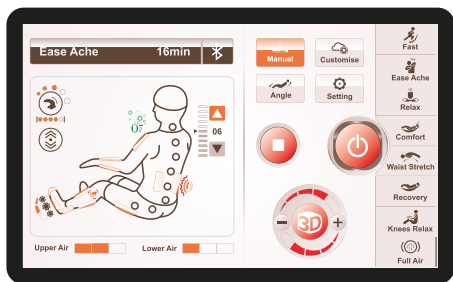 Ease Ache 16min
O₂
06
Upper Air
Lower Air
Manual
Customise
Angle
Setting
3D
Fast
Ease Ache
Relax
Comfort
Waist Stretch
Recovery
Knees Relax
Full Air